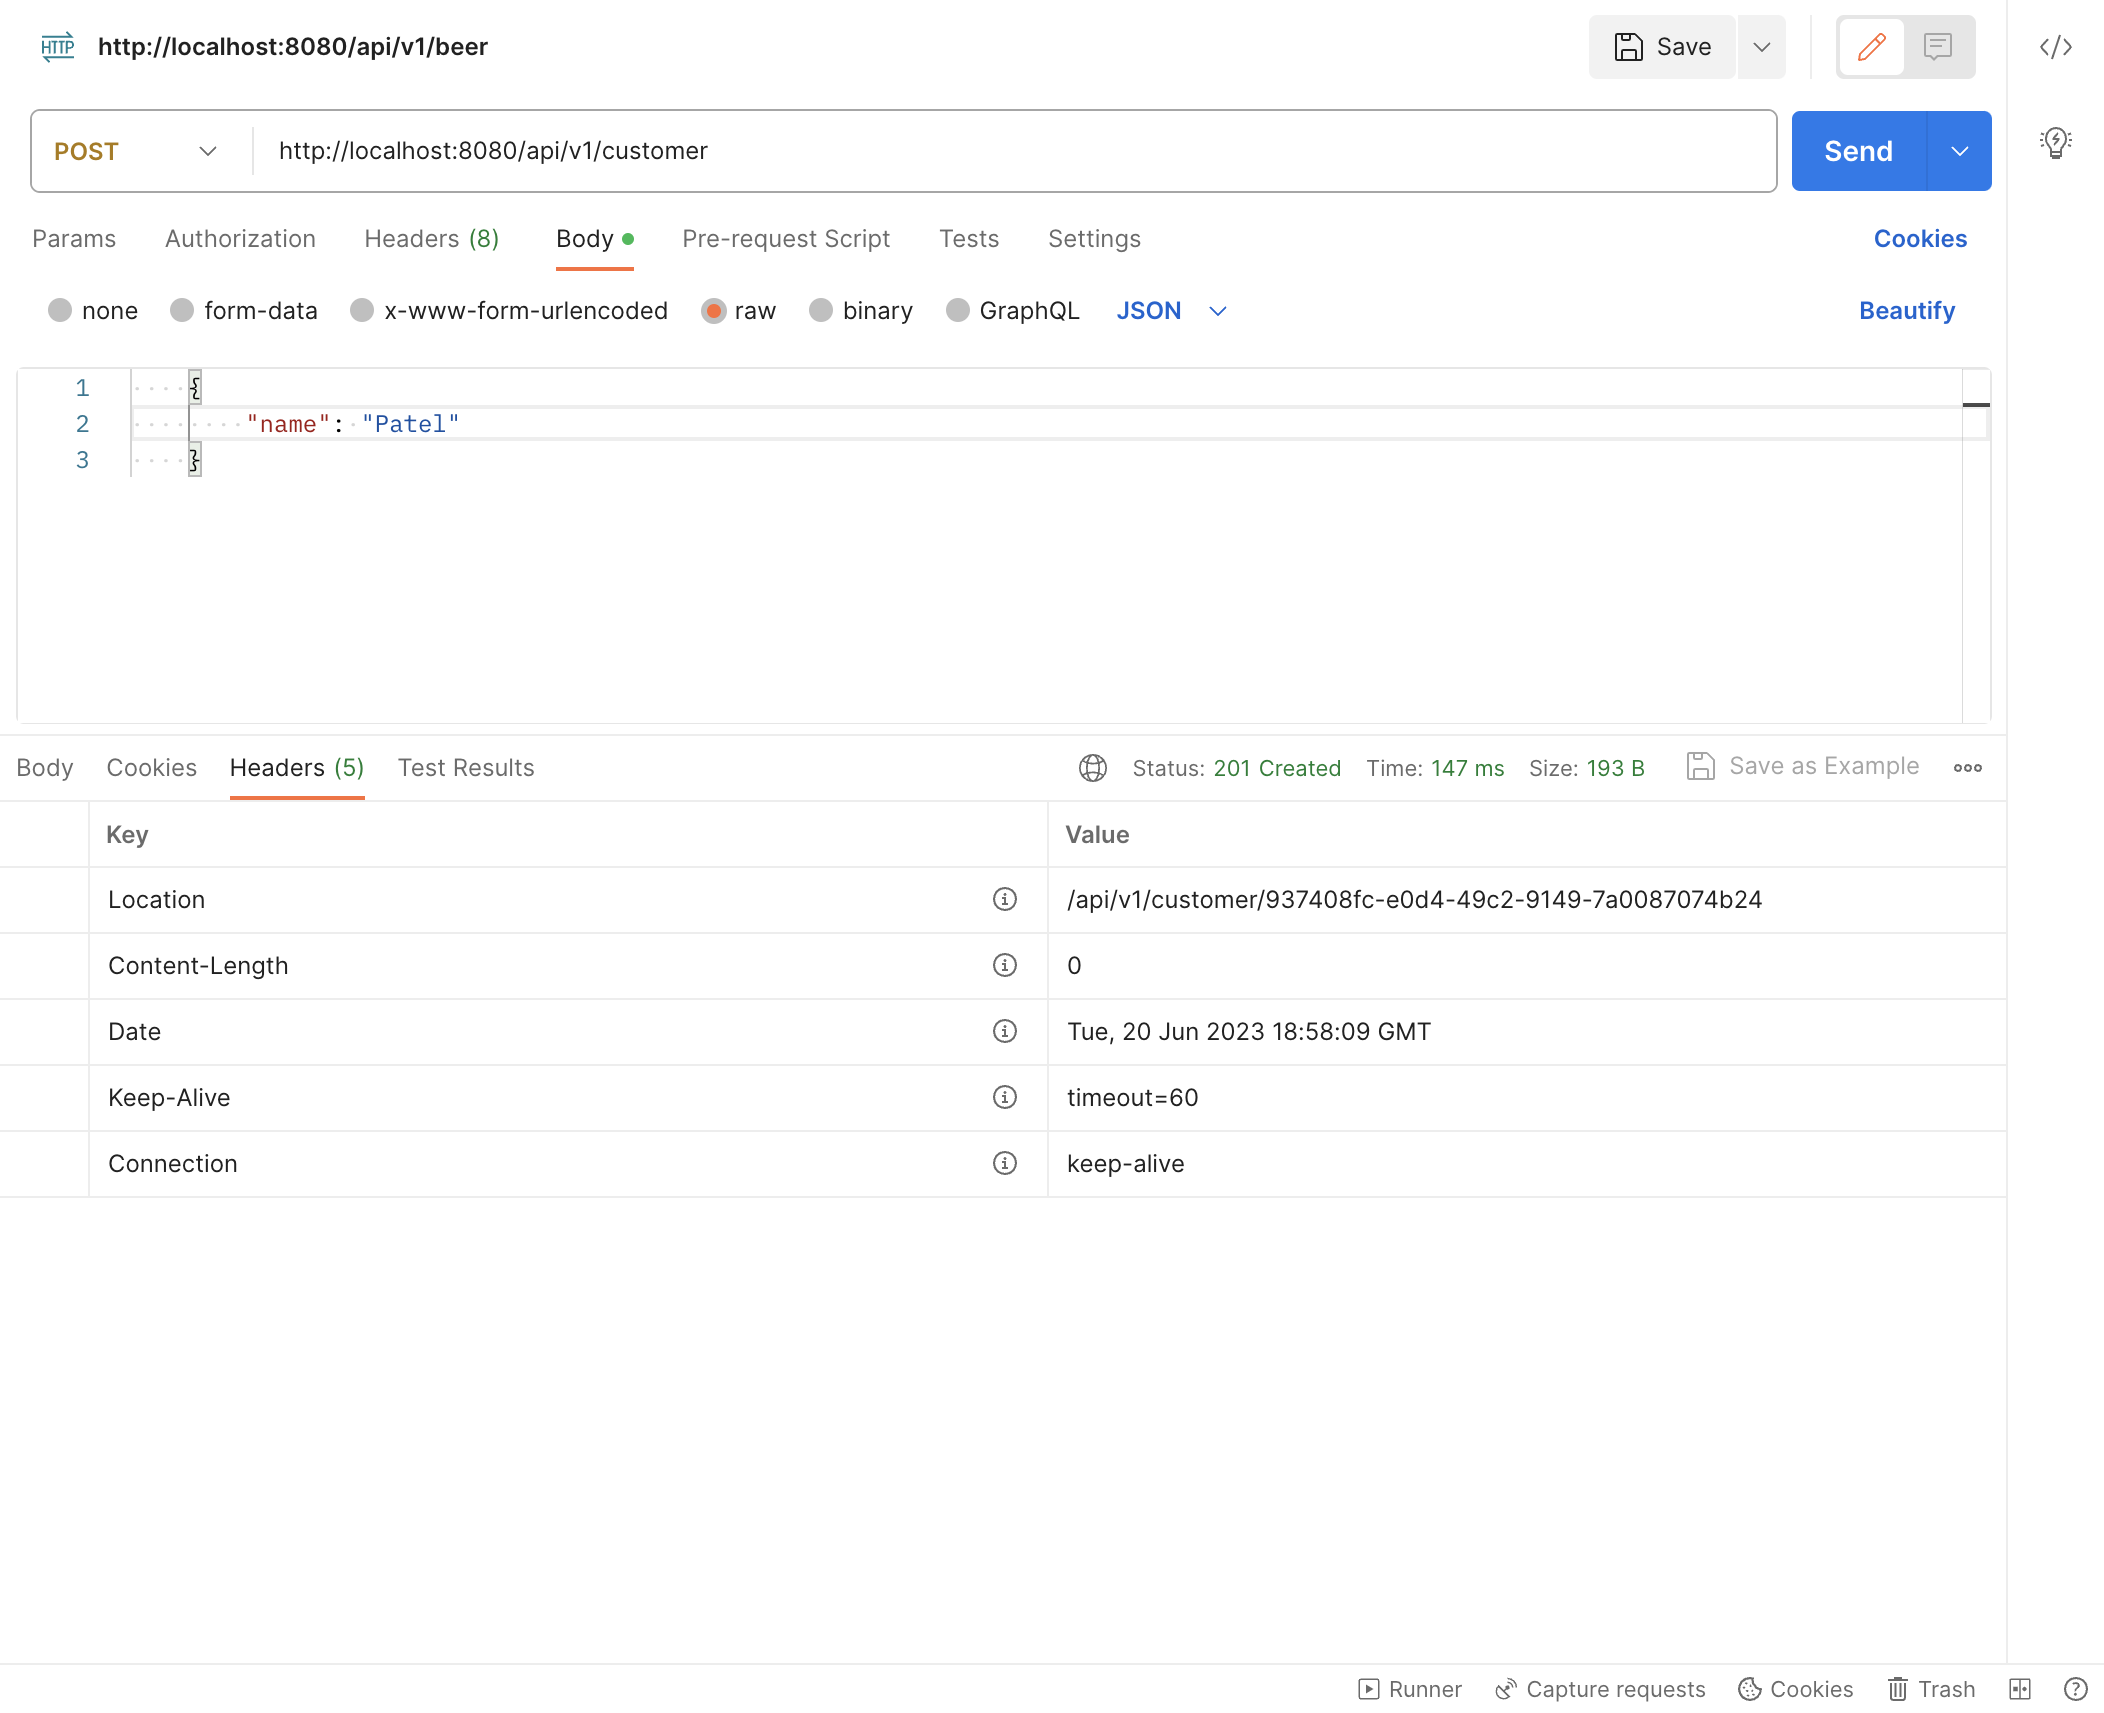 HTTP http://localhost:8080/api/v1/beer Save
POST http://localhost:8080/api/v1/customer Send
Params Authorization Headers (8) Body Pre-request Script Tests Settings Cookies
none form-data x-www-form-urlencoded raw binary GraphQL JSON Beautify
1 {
2 "name": "Patel"
3 }
Body Cookies Headers (5) Test Results Status: 201 Created Time: 147 ms Size: 193 B Save as Example
Key Value
Location /api/v1/customer/937408fc-e0d4-49c2-9149-7a0087074b24
Content-Length 0
Date Tue, 20 Jun 2023 18:58:09 GMT
Keep-Alive timeout=60
Connection keep-alive
Runner Capture requests Cookies Trash